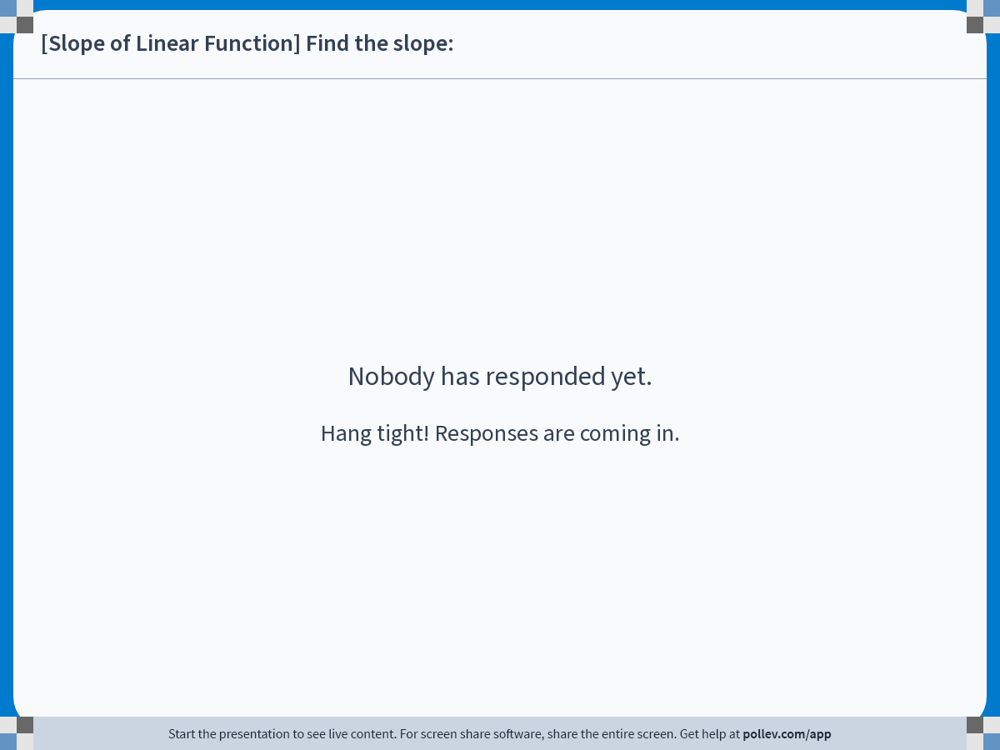 [Slope of Linear Function] Find the slope:
Nobody has responded yet.
Hang tight! Responses are coming in.
Start the presentation to see live content. For screen share software, share the entire screen. Get help at pollev.com/app